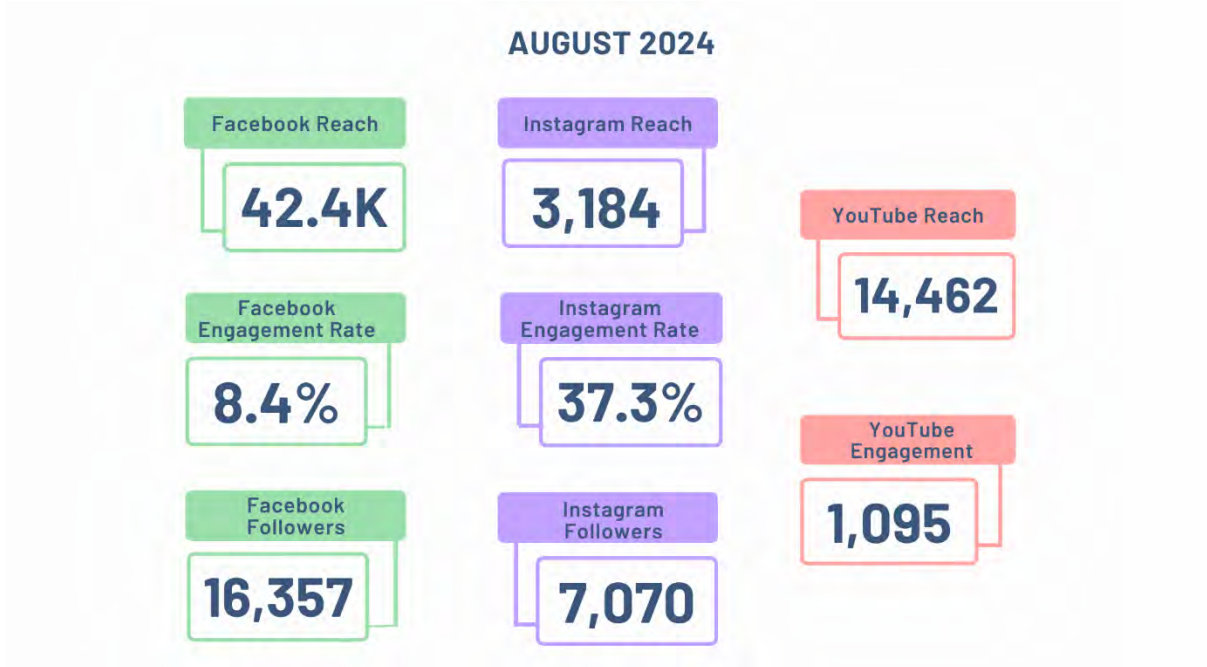 AUGUST 2024
Facebook Reach
42.4K
Facebook
Engagement Rate
8.4%
Facebook
Followers
16,357
Instagram Reach
3,184
Instagram
Engagement Rate
37.3%
Instagram
Followers
7,070
YouTube Reach
14,462
YouTube
Engagement
1,095